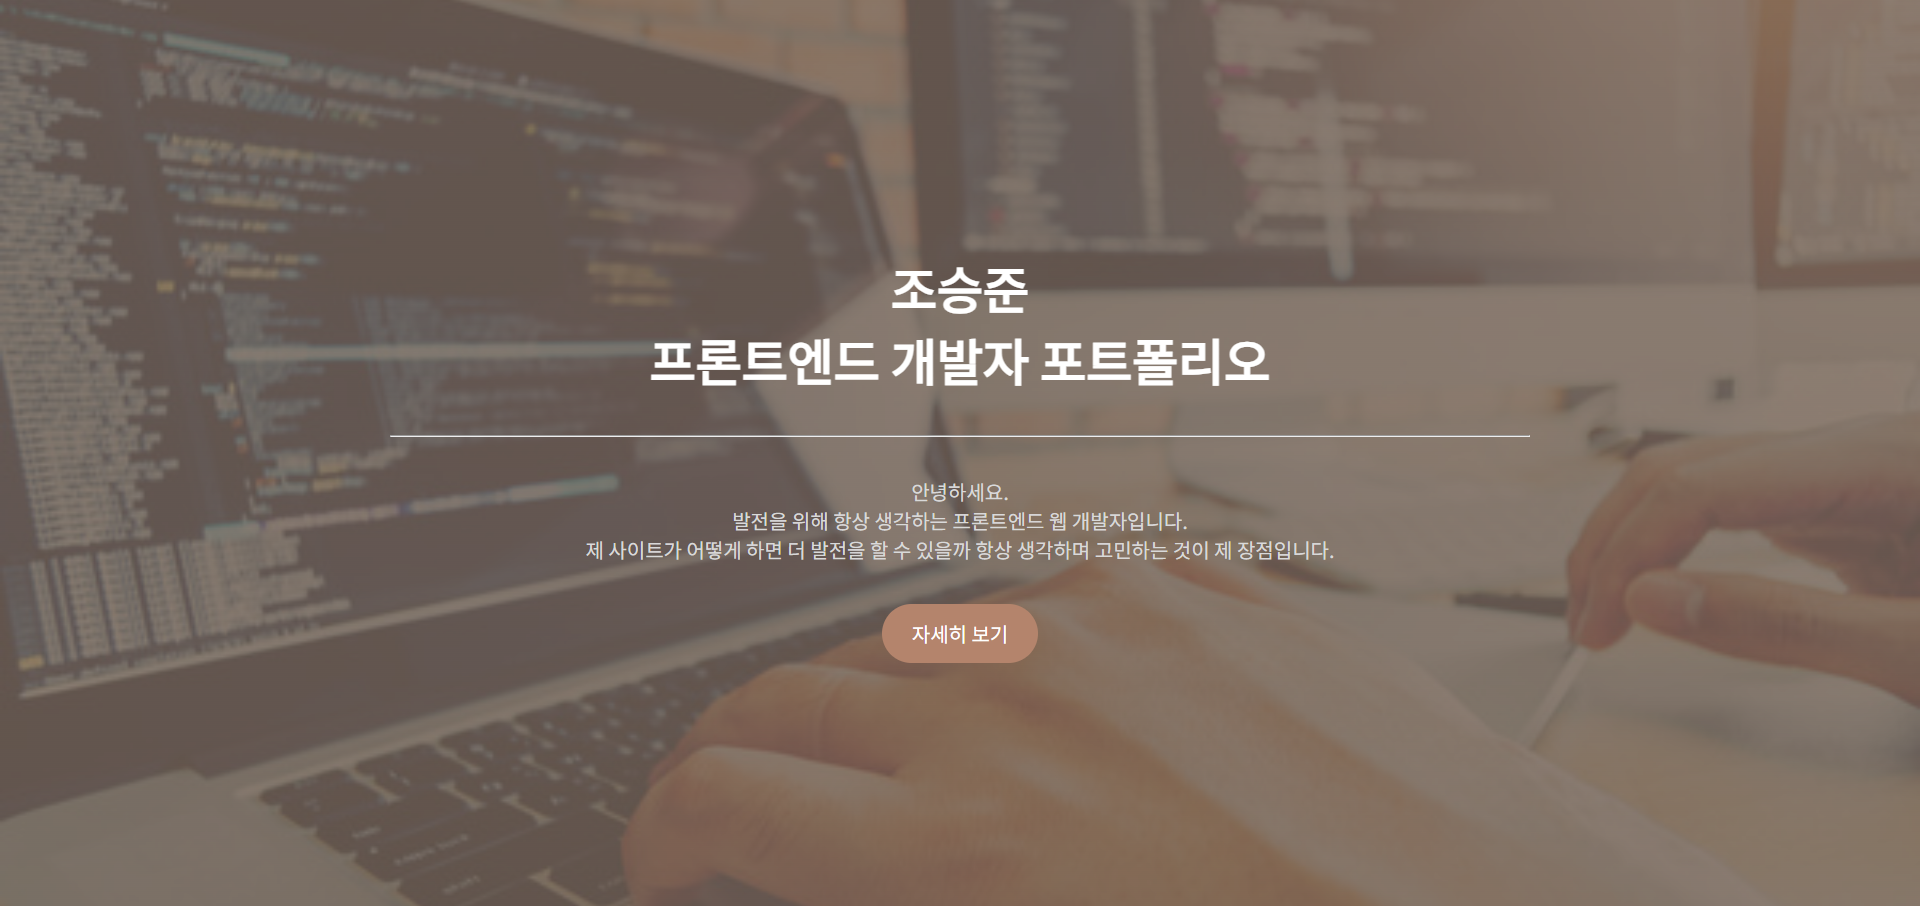 조승준
프론트엔드 개발자 포트폴리오
안녕하세요.
발전을 위해 항상 생각하는 프론트엔드 웹 개발자입니다.
제 사이트가 어떻게 하면 더 발전을 할 수 있을까 항상 생각하며 고민하는 것이 제 장점입니다.
자세히 보기